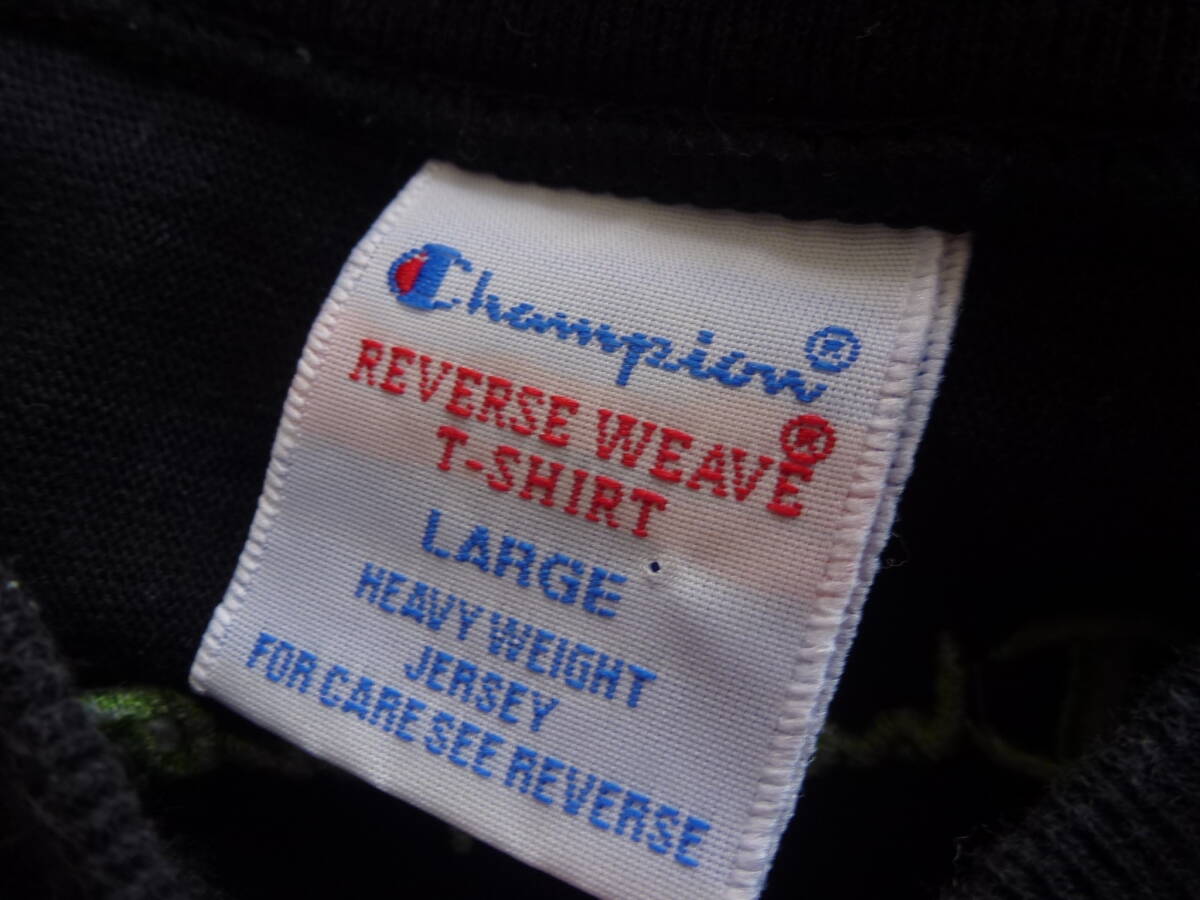 Champion®
REVERSE WEAVE®
T-SHIRT
LARGE
HEAVY WEIGHT
JERSEY
FOR CARE SEE REVERSE